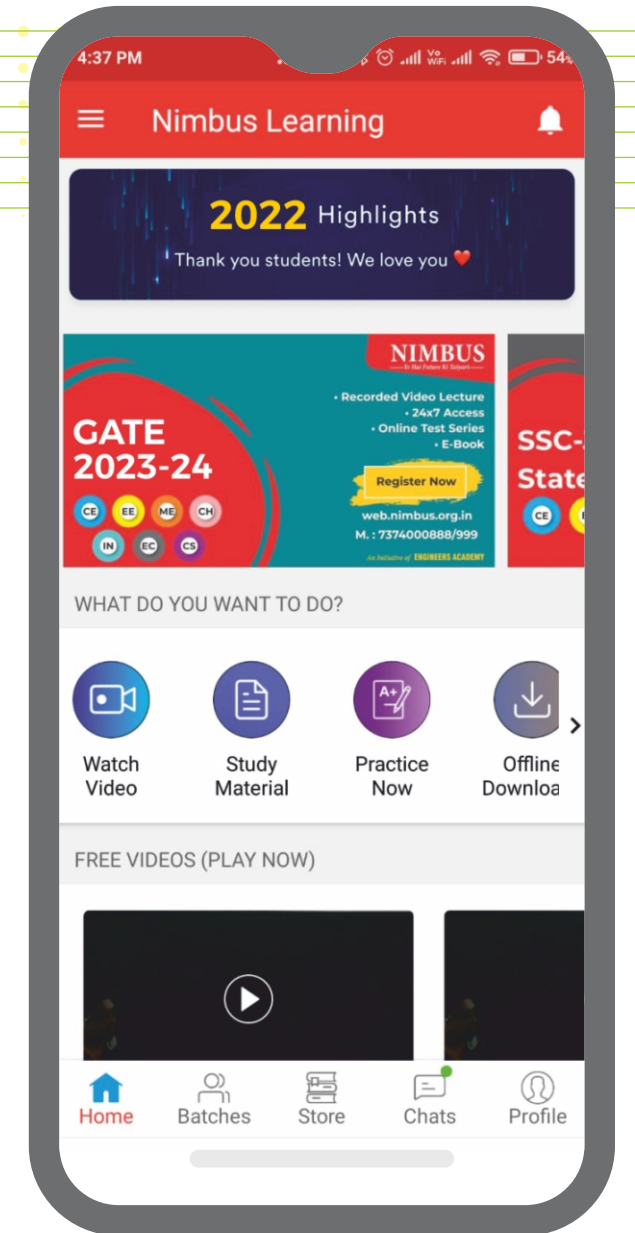 4:37 PM
Vo
WiFi
54%
Nimbus Learning
2022 Highlights
Thank you students! We love you ❤️
NIMBUS
• Recorded Video Lecture
• 24x7 Access
• Online Test Series
• E-Book
GATE
2023-24
Register Now
CE EE ME CH
IN EC CS
web.nimbus.org.in
M. : 7374000888/999
An Initiative of ENGINEERS ACADEMY
SSC-
State
CE
WHAT DO YOU WANT TO DO?
Watch
Video
Study
Material
A+
Practice
Now
Offline
Downloa
FREE VIDEOS (PLAY NOW)
Home
Batches
Store
Chats
Profile